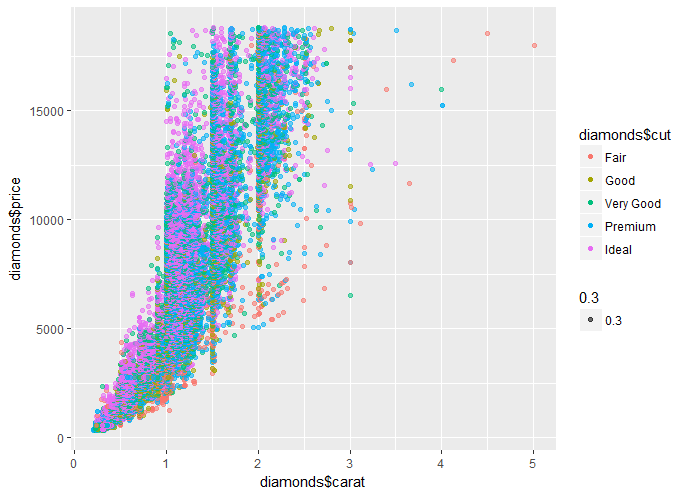 diamonds$price
15000
10000
5000
0
0
1
2
3
4
5
diamonds$carat
diamonds$cut
Fair
Good
Very Good
Premium
Ideal
0.3
0.3